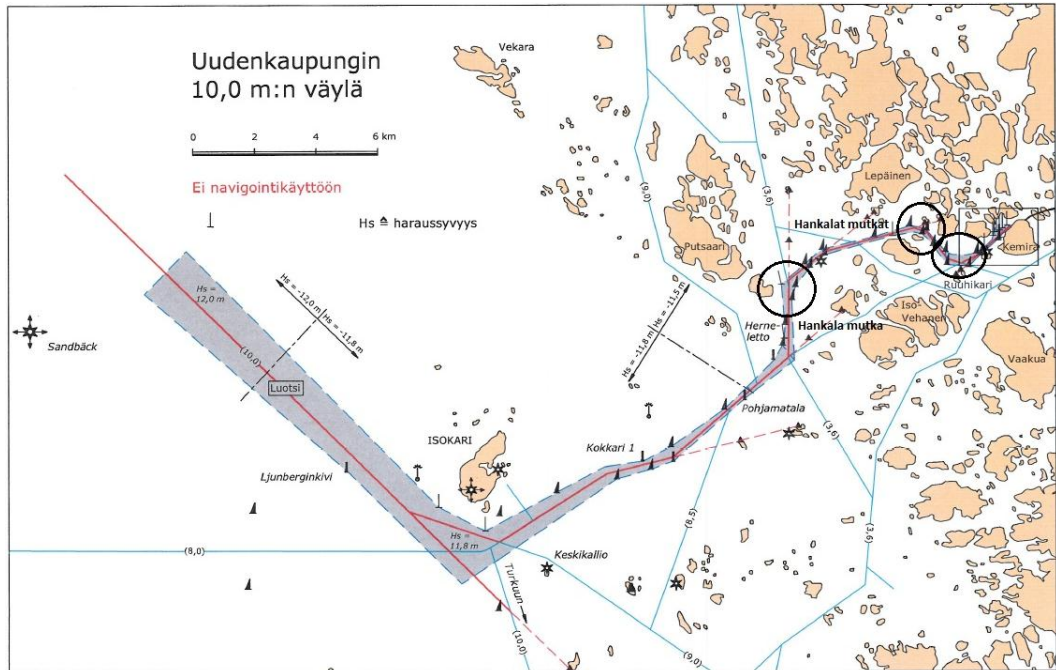 Uudenkaupungin
10,0 m:n väylä
0 2 4 6 km
Ei navigointikäyttöön
Hs ≙ haraussyvyys
Vekara
(9,0)
(3,6)
Lepäinen
Hankalat mutkat
Putsaari
Kemira
Ruuhikari
Iso-
Vehanen
Vaakua
Hs =
12,0 m
Hs = -12,0 m
Hs = -11,8 m
Hs = -11,8 m
Hs = -11,5 m
Herne-
letto
Hankala mutka
Sandbäck
(10,0)
Luotsi
Pohjamatala
(3,6)
ISOKARI
Kokkari 1
Ljunberginkivi
(8,5)
(3,6)
Hs =
11,8 m
(8,0)
Keskikallio
Turkuun
(10,0)
(9,0)